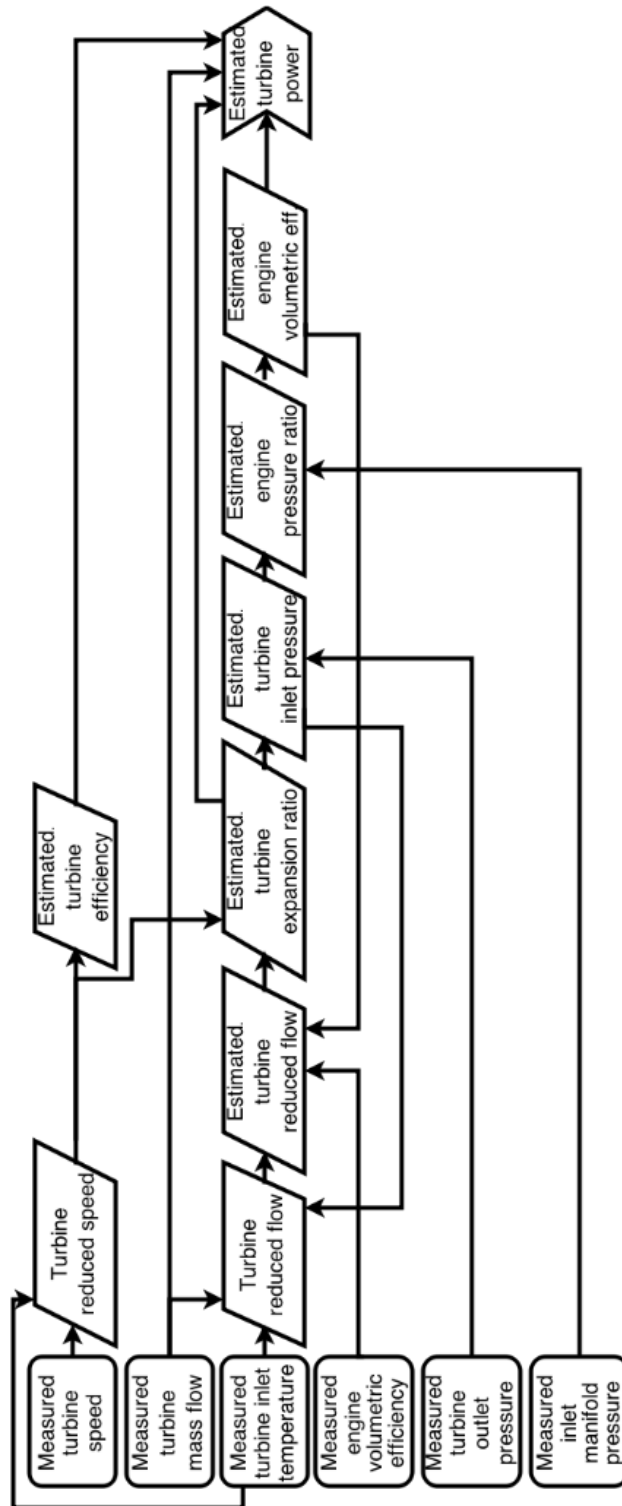 Measured
turbine
speed
Measured
turbine
mass flow
Measured
turbine inlet
temperature
Measured
engine
volumetric
efficiency
Measured
turbine
outlet
pressure
Measured
inlet
manifold
pressure
Turbine
reduced speed
Turbine
reduced flow
Estimated.
turbine
reduced flow
Estimated.
turbine
efficiency
Estimated.
turbine
expansion ratio
Estimated.
turbine
inlet pressure
Estimated.
engine
pressure ratio
Estimated.
engine
volumetric eff.
Estimated
turbine
power